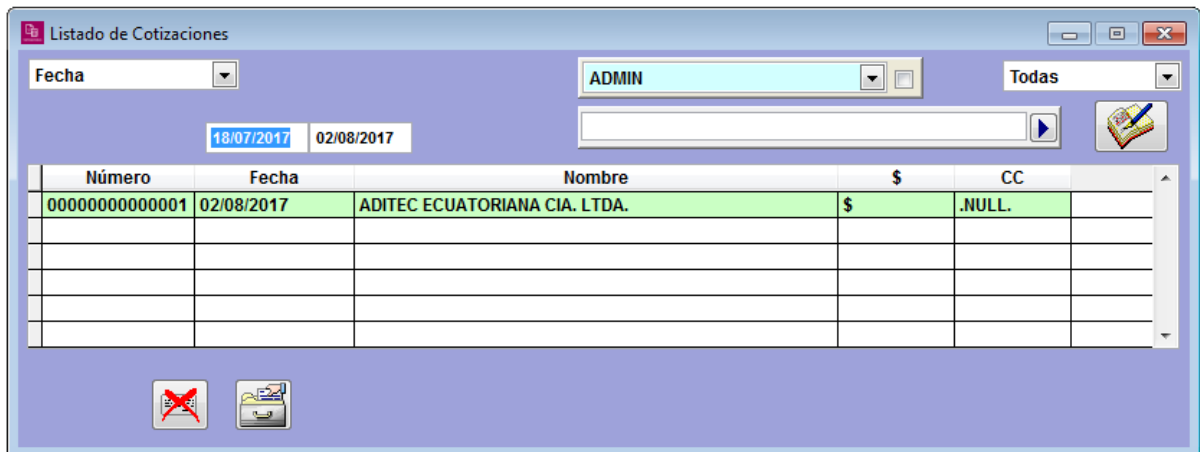 Listado de Cotizaciones
Fecha ADMIN Todas
18/07/2017 02/08/2017
Número Fecha Nombre $ CC
00000000000001 02/08/2017 ADITEC ECUATORIANA CIA. LTDA. $ .NULL.